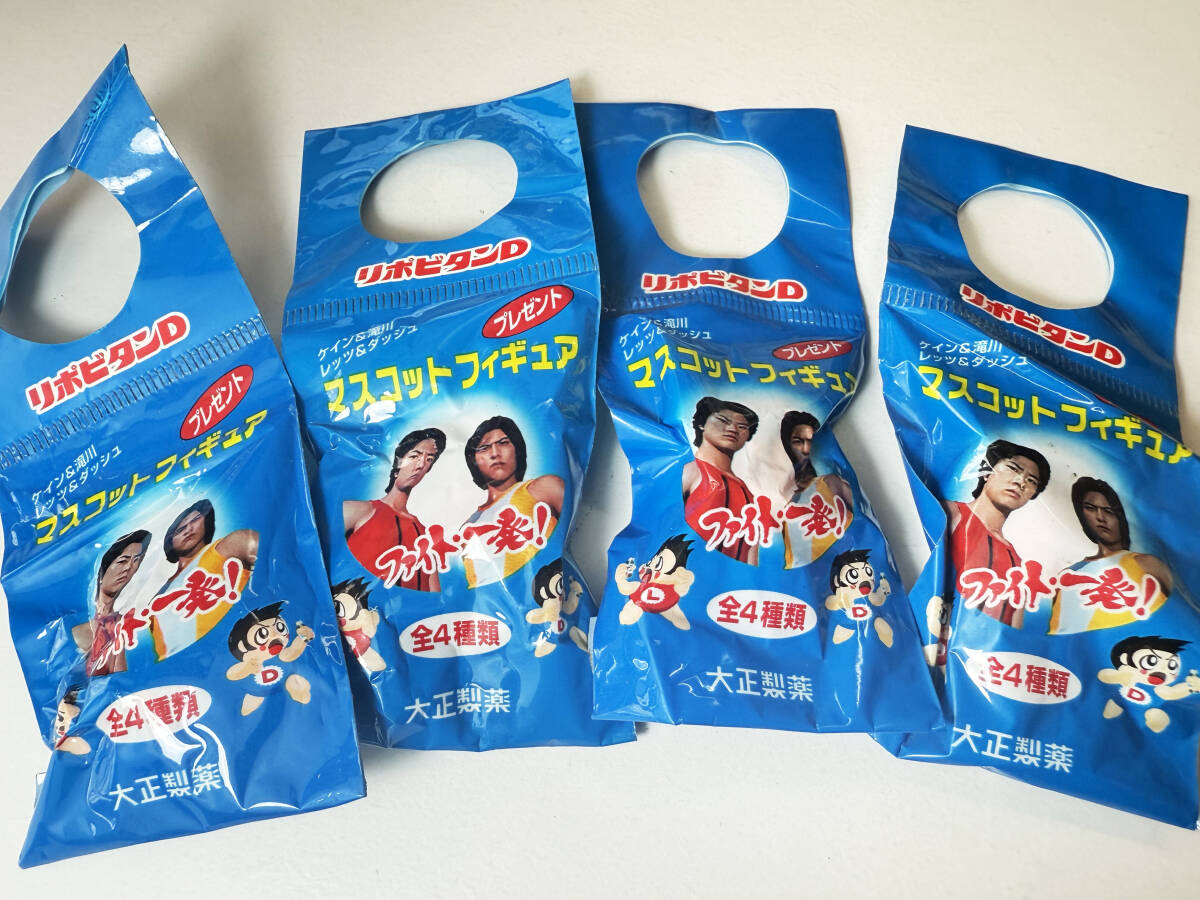 リポビタンD
プレゼント
ケイン&滝川
レッツ&ダッシュ
マスコットフィギュア
ファイト・一発!
D
全4種類
大正製薬
リポビタンD
プレゼント
ケイン&滝川
レッツ&ダッシュ
マスコットフィギュア
ファイト・一発!
D
全4種類
大正製薬
リポビタンD
プレゼント
ケイン&滝川
レッツ&ダッシュ
マスコットフィギュア
ファイト・一発!
L
D
全4種類
大正製薬
リポビタンD
ケイン&滝川
レッツ&ダッシュ
マスコットフィギュア
ファイト・一発!
D
全4種類
大正製薬